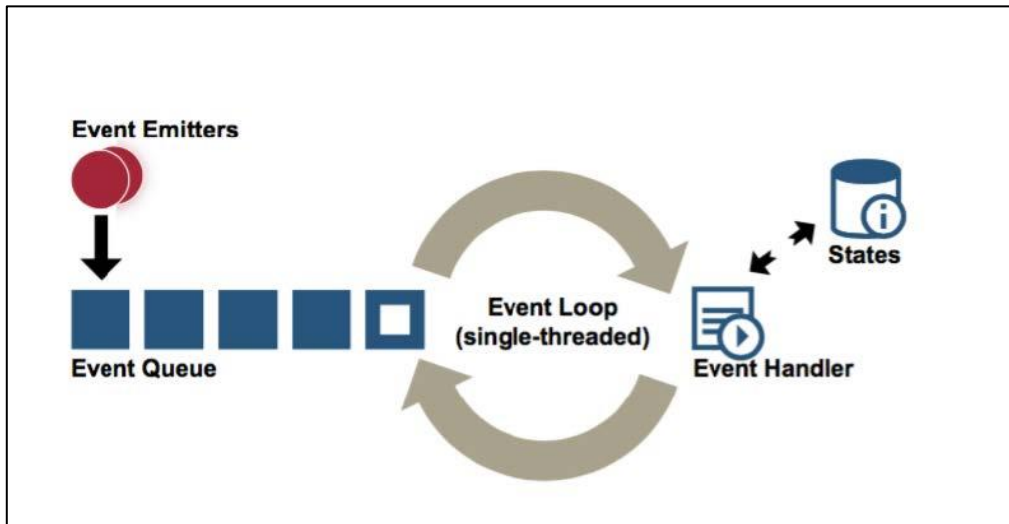 Event Emitters
States
Event Loop
(single-threaded)
Event Queue
Event Handler